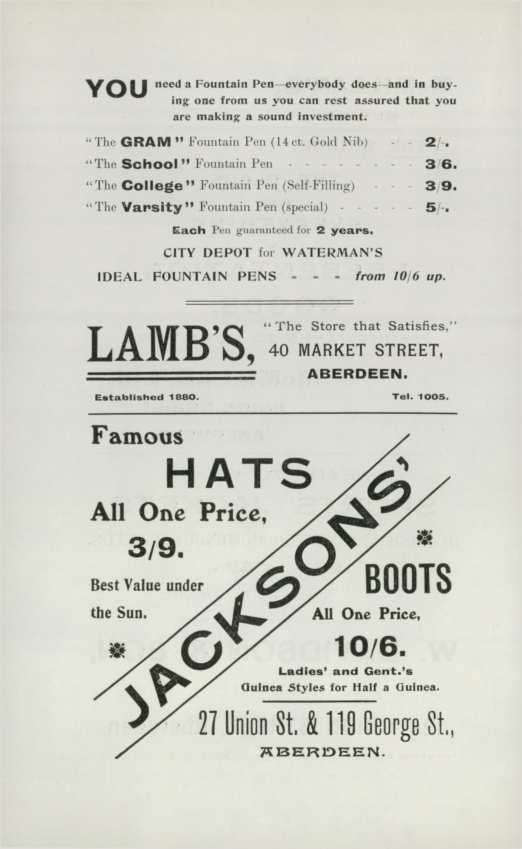 YOU need a Fountain Pen—everybody does—and in buy-
ing one from us you can rest assured that you
are making a sound investment.
"The GRAM" Fountain Pen (14 ct. Gold Nib) - - 2/-.
"The School" Fountain Pen - - - - - - - 3/6.
"The College" Fountain Pen (Self-Filling) - - - 3/9.
"The Varsity" Fountain Pen (special) - - - - - 5/-.
Each Pen guaranteed for 2 years.
CITY DEPOT for WATERMAN'S
IDEAL FOUNTAIN PENS - - - from 10/6 up.
LAMB'S, "The Store that Satisfies,"
40 MARKET STREET,
ABERDEEN.
Established 1880. Tel. 1005.
Famous
HATS
All One Price,
3/9.
Best Value under
the Sun.
JACKSONS'
BOOTS
All One Price,
10/6.
Ladies' and Gent.'s
Guinea Styles for Half a Guinea.
27 Union St. & 119 George St.,
ABERDEEN.